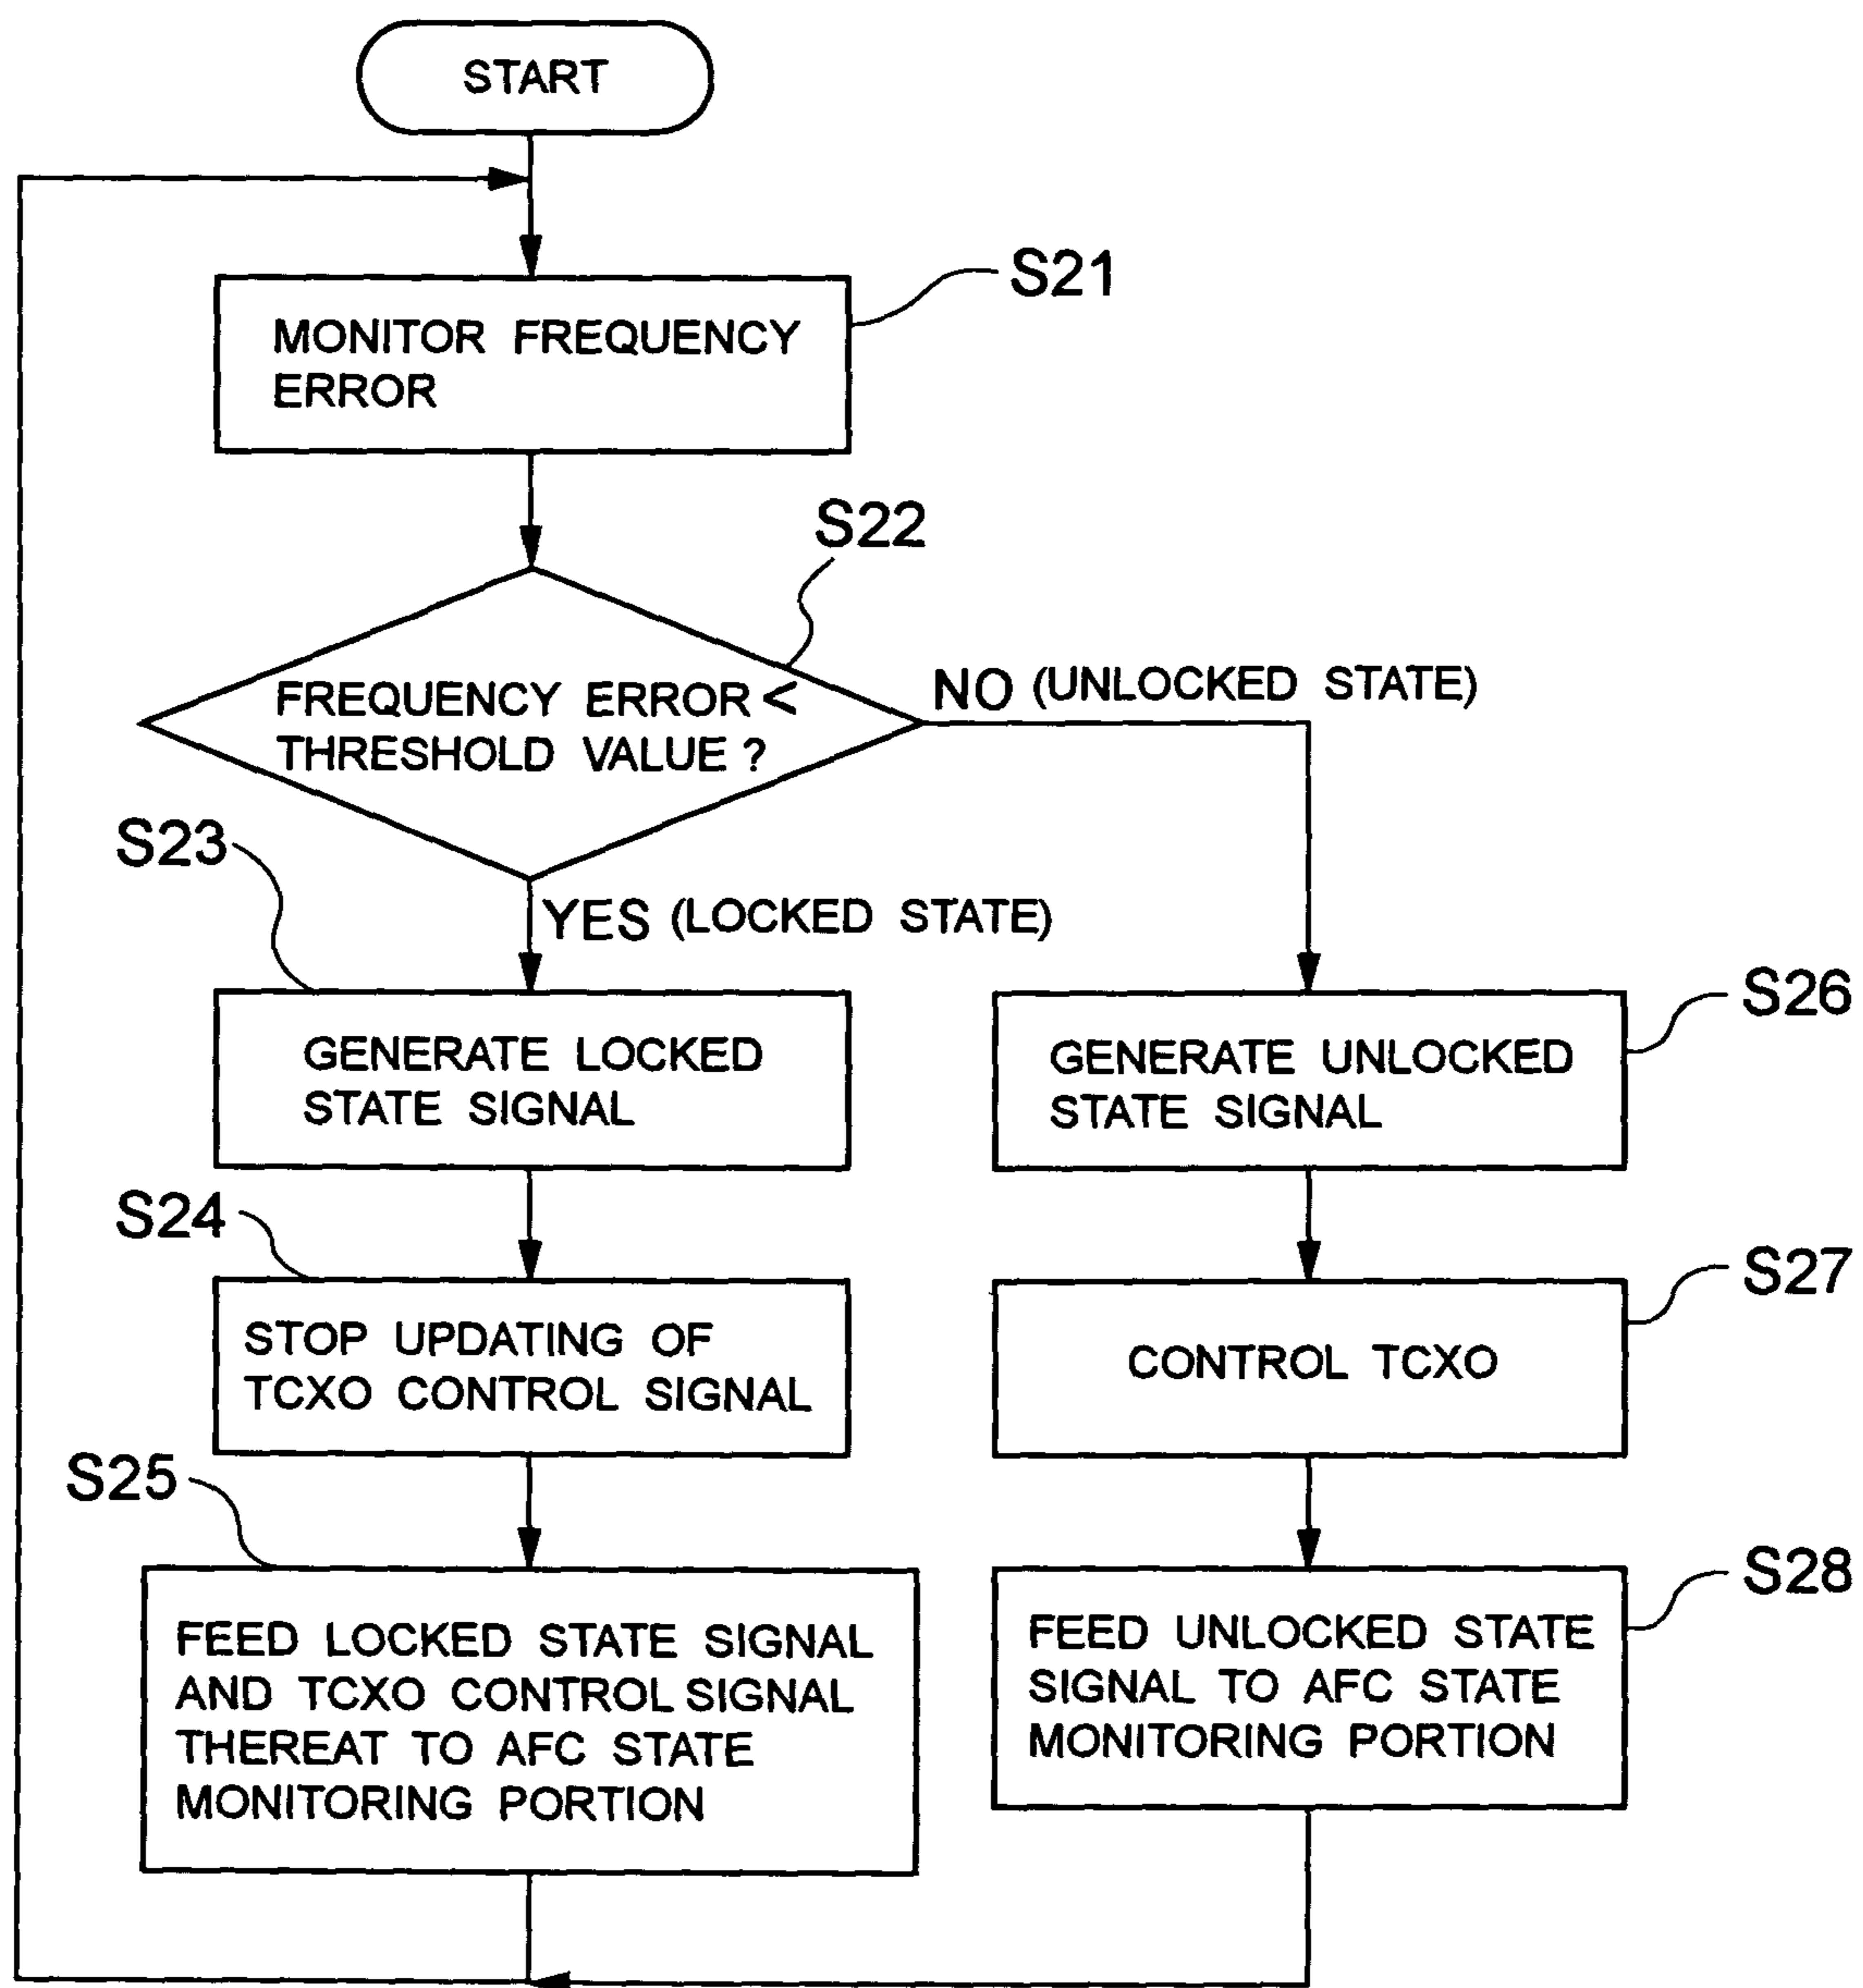 START
S21
MONITOR FREQUENCY
ERROR
S22
FREQUENCY ERROR <
THRESHOLD VALUE ?
NO (UNLOCKED STATE)
S23
YES (LOCKED STATE)
GENERATE LOCKED
STATE SIGNAL
S26
GENERATE UNLOCKED
STATE SIGNAL
S24
STOP UPDATING OF
TCXO CONTROL SIGNAL
S27
CONTROL TCXO
S25
FEED LOCKED STATE SIGNAL
AND TCXO CONTROL SIGNAL
THEREAT TO AFC STATE
MONITORING PORTION
S28
FEED UNLOCKED STATE
SIGNAL TO AFC STATE
MONITORING PORTION